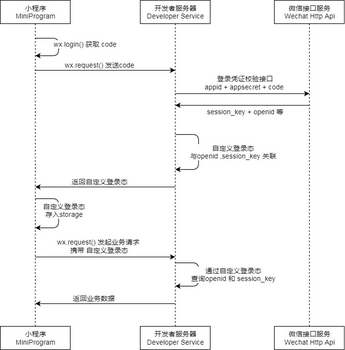 小程序
MiniProgram
开发者服务器
Developer Service
微信接口服务
Wechat Http Api
wx.login() 获取 code
wx.request() 发送code
登录凭证校验接口
appid + appsecret + code
session_key + openid 等
自定义登录态
与openid ,session_key 关联
返回自定义登录态
自定义登录态
存入storage
wx.request() 发起业务请求
携带 自定义登录态
通过自定义登录态
查询openid 和 session_key
返回业务数据
小程序
MiniProgram
开发者服务器
Developer Service
微信接口服务
Wechat Http Api